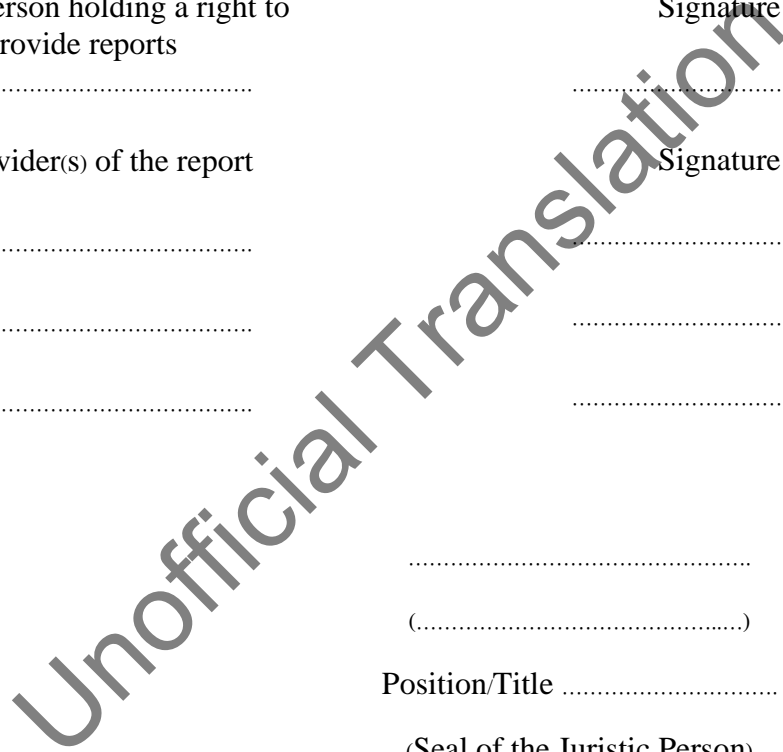 erson holding a right to Signature
rovide reports
………………………………. ……………………………
vider(s) of the report Signature
………………………………. ……………………………
………………………………. ……………………………
………………………………. ……………………………
………………………………………….
(……………………………………..…)
Position/Title ………………………….
(Seal of the Juristic Person)
Unofficial Translation